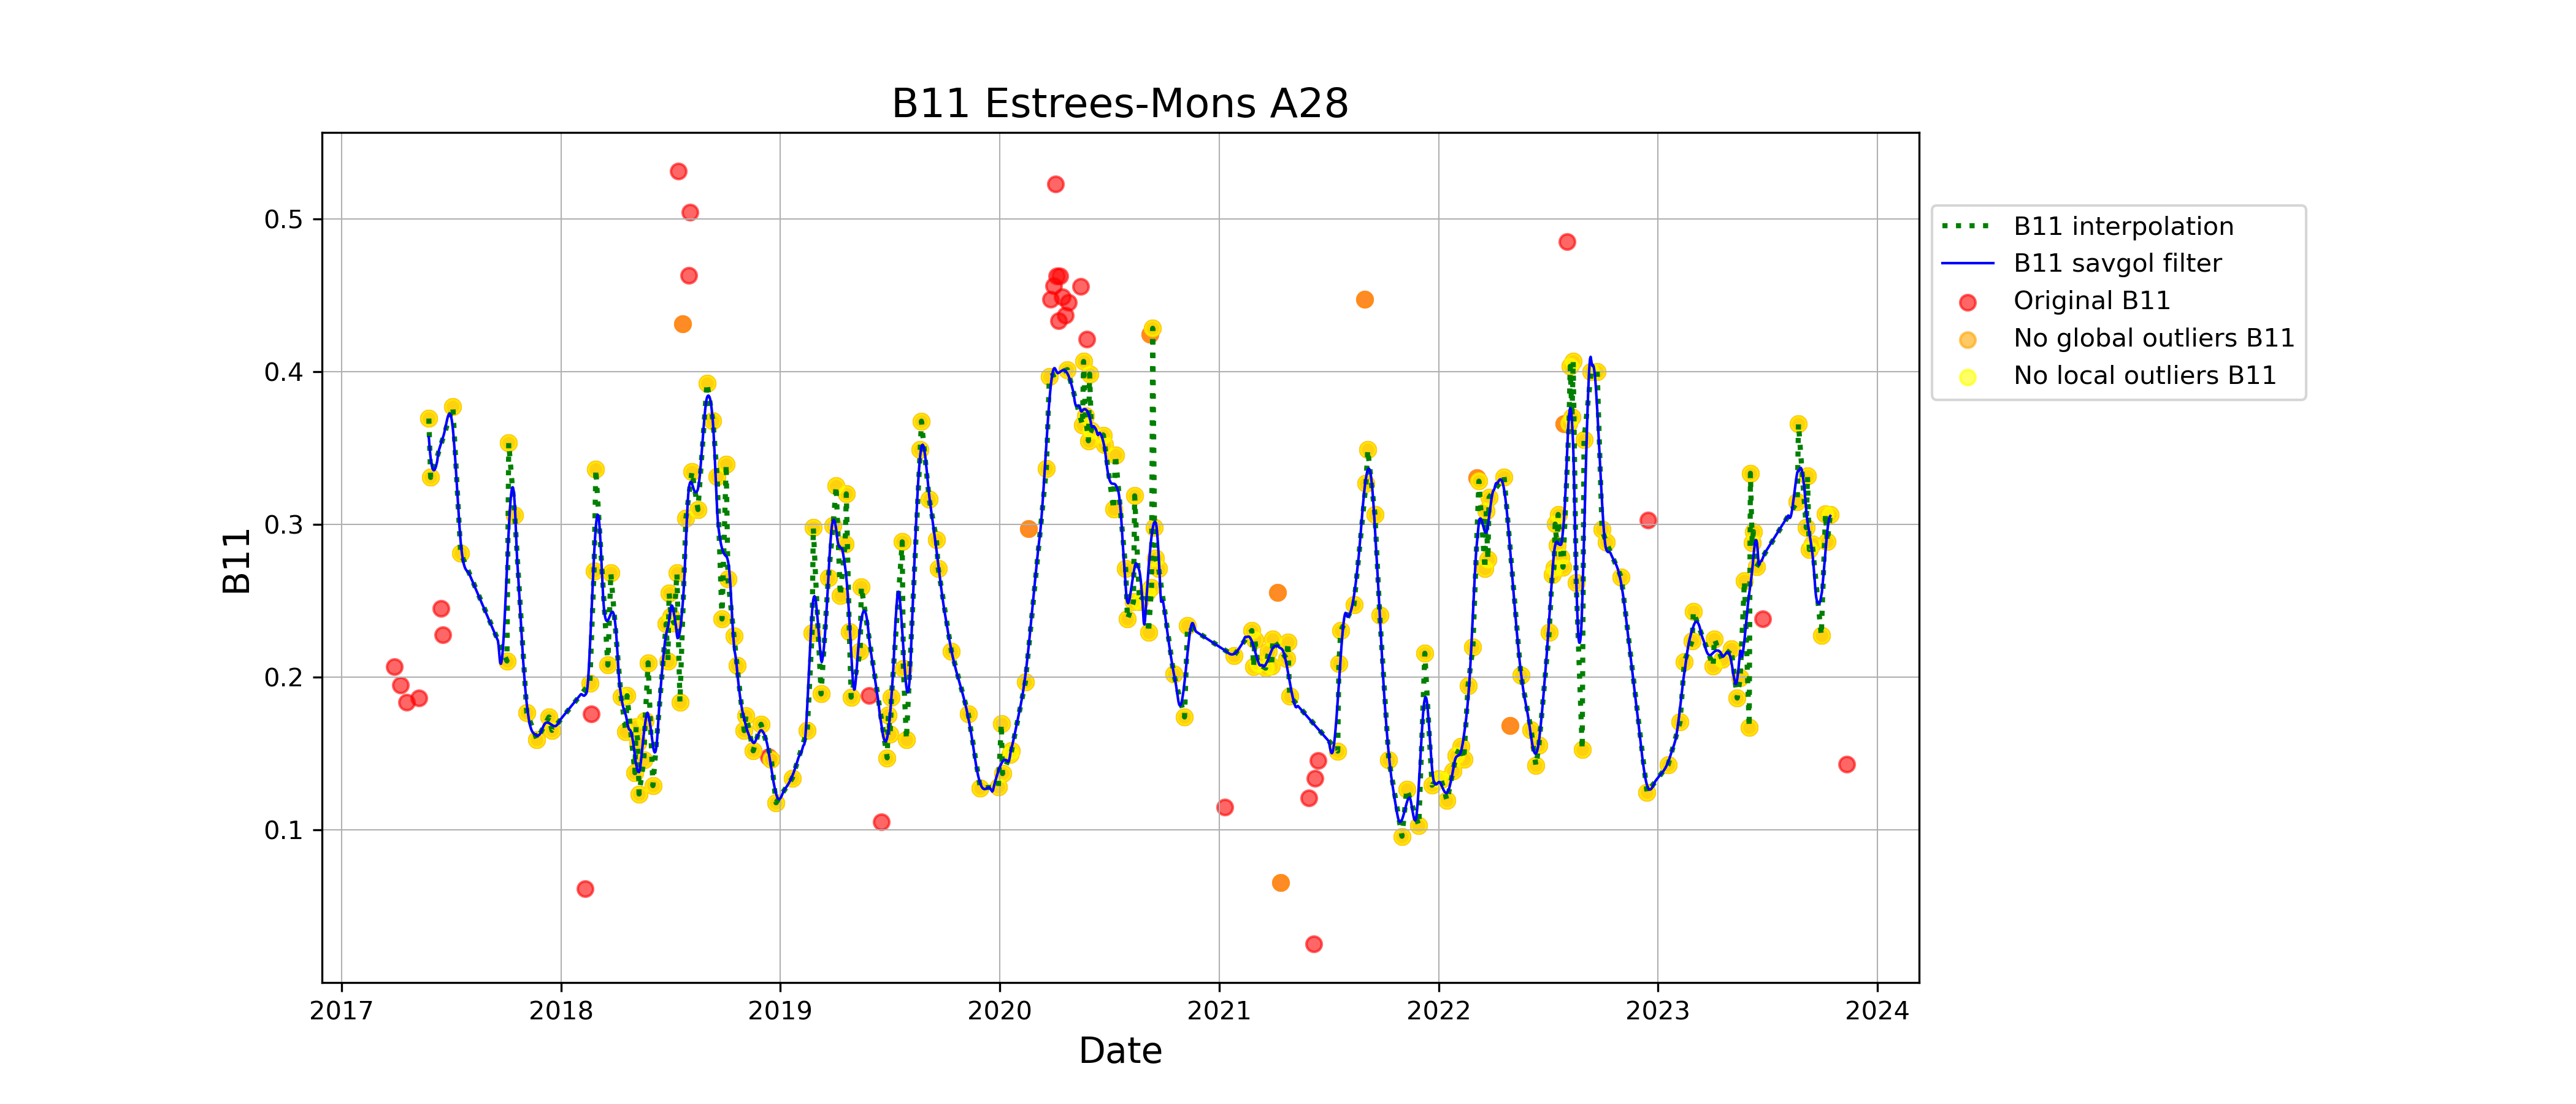 B11 Estrees-Mons A28
B11
0.5
0.4
0.3
0.2
0.1
2017 2018 2019 2020 2021 2022 2023 2024
Date
B11 interpolation
B11 savgol filter
Original B11
No global outliers B11
No local outliers B11